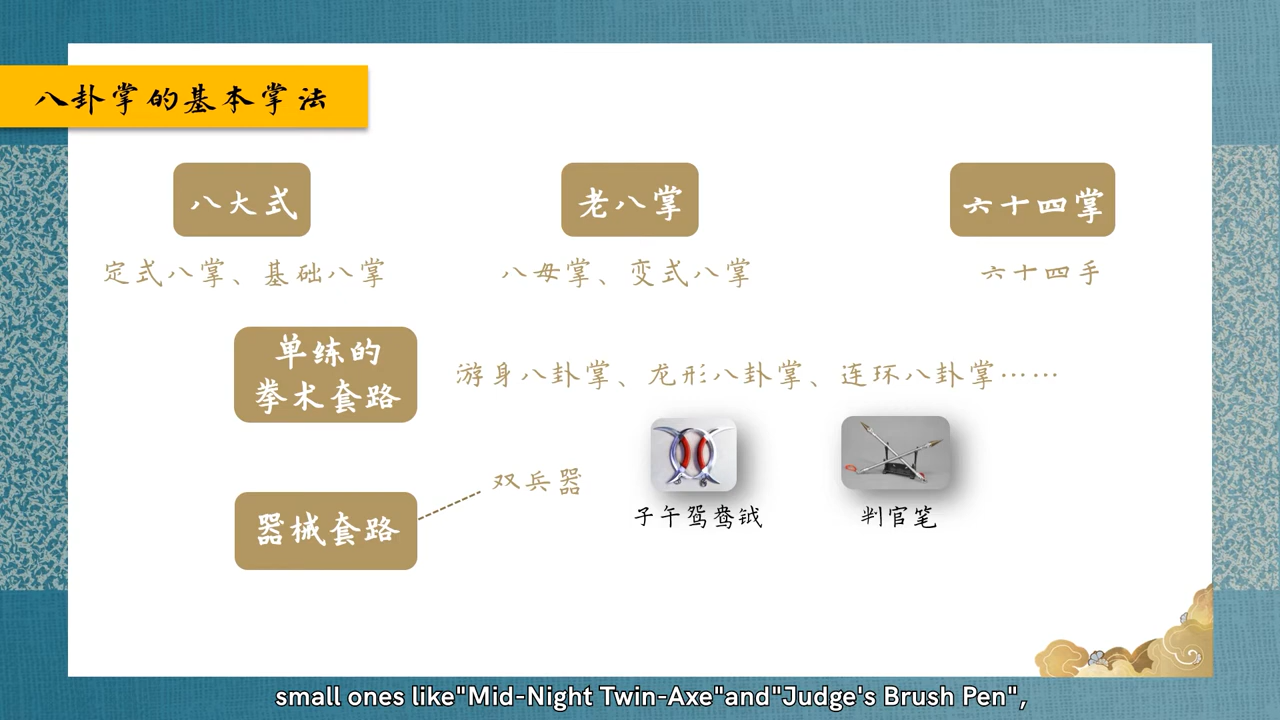 八卦掌的基本掌法
八大式
老八掌
六十四掌
定式八掌、基础八掌
八母掌、变式八掌
六十四手
单练的
拳术套路
游身八卦掌、龙形八卦掌、连环八卦掌……
双兵器
器械套路
子午鸳鸯钺
判官笔
small ones like"Mid-Night Twin-Axe"and"Judge's Brush Pen",